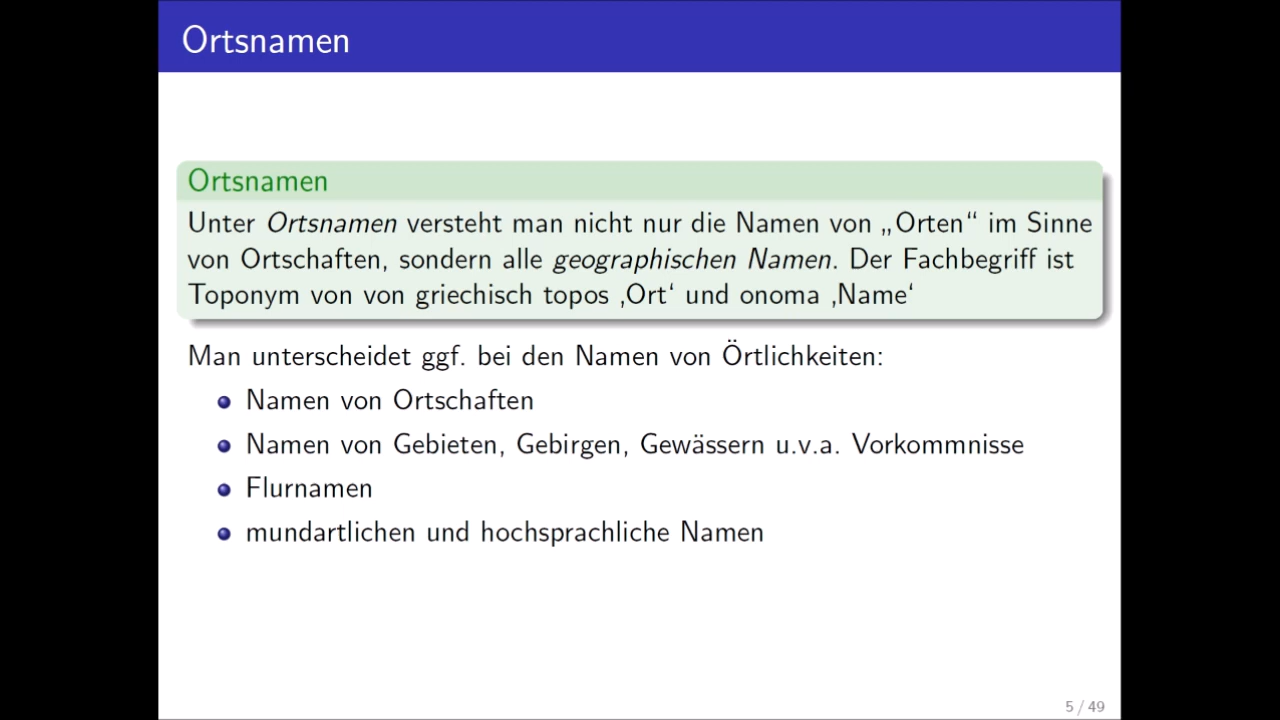 Ortsnamen
Ortsnamen
Unter Ortsnamen versteht man nicht nur die Namen von „Orten“ im Sinne
von Ortschaften, sondern alle geographischen Namen. Der Fachbegriff ist
Toponym von von griechisch topos ‚Ort‘ und onoma ‚Name‘
Man unterscheidet ggf. bei den Namen von Örtlichkeiten:
Namen von Ortschaften
Namen von Gebieten, Gebirgen, Gewässern u.v.a. Vorkommnisse
Flurnamen
mundartlichen und hochsprachliche Namen
5 / 49